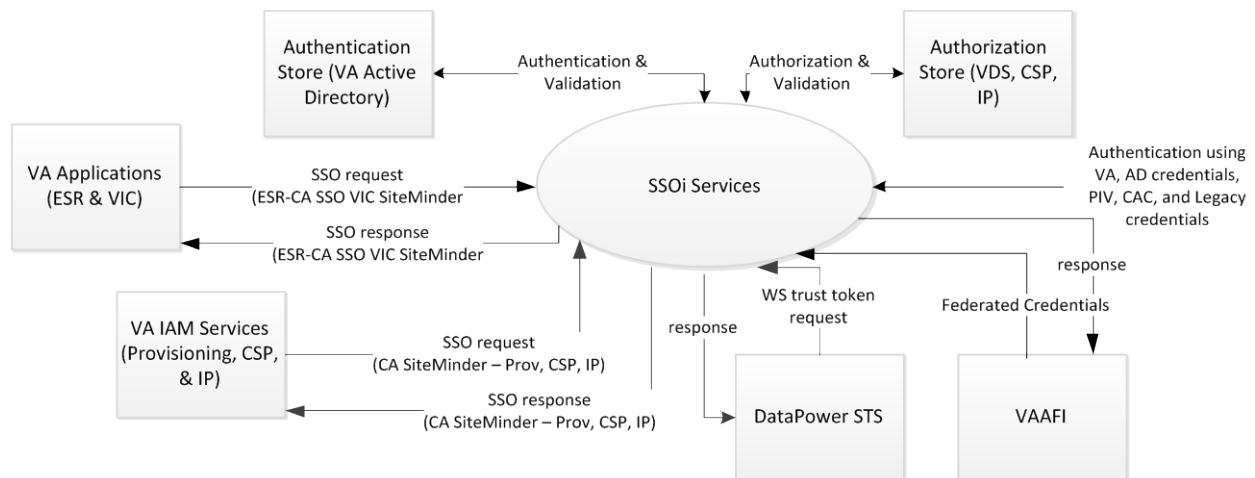 Authentication
Store (VA Active
Directory)
Authentication &
Validation
Authorization &
Validation
Authorization
Store (VDS, CSP,
IP)
VA Applications
(ESR & VIC)
SSO request
(ESR-CA SSO VIC SiteMinder
SSO response
(ESR-CA SSO VIC SiteMinder
SSOi Services
Authentication using
VA, AD credentials,
PIV, CAC, and Legacy
credentials
response
Federated Credentials
WS trust token
request
response
VA IAM Services
(Provisioning, CSP,
& IP)
SSO request
(CA SiteMinder – Prov, CSP, IP)
SSO response
(CA SiteMinder – Prov, CSP, IP)
DataPower STS
VAAFI